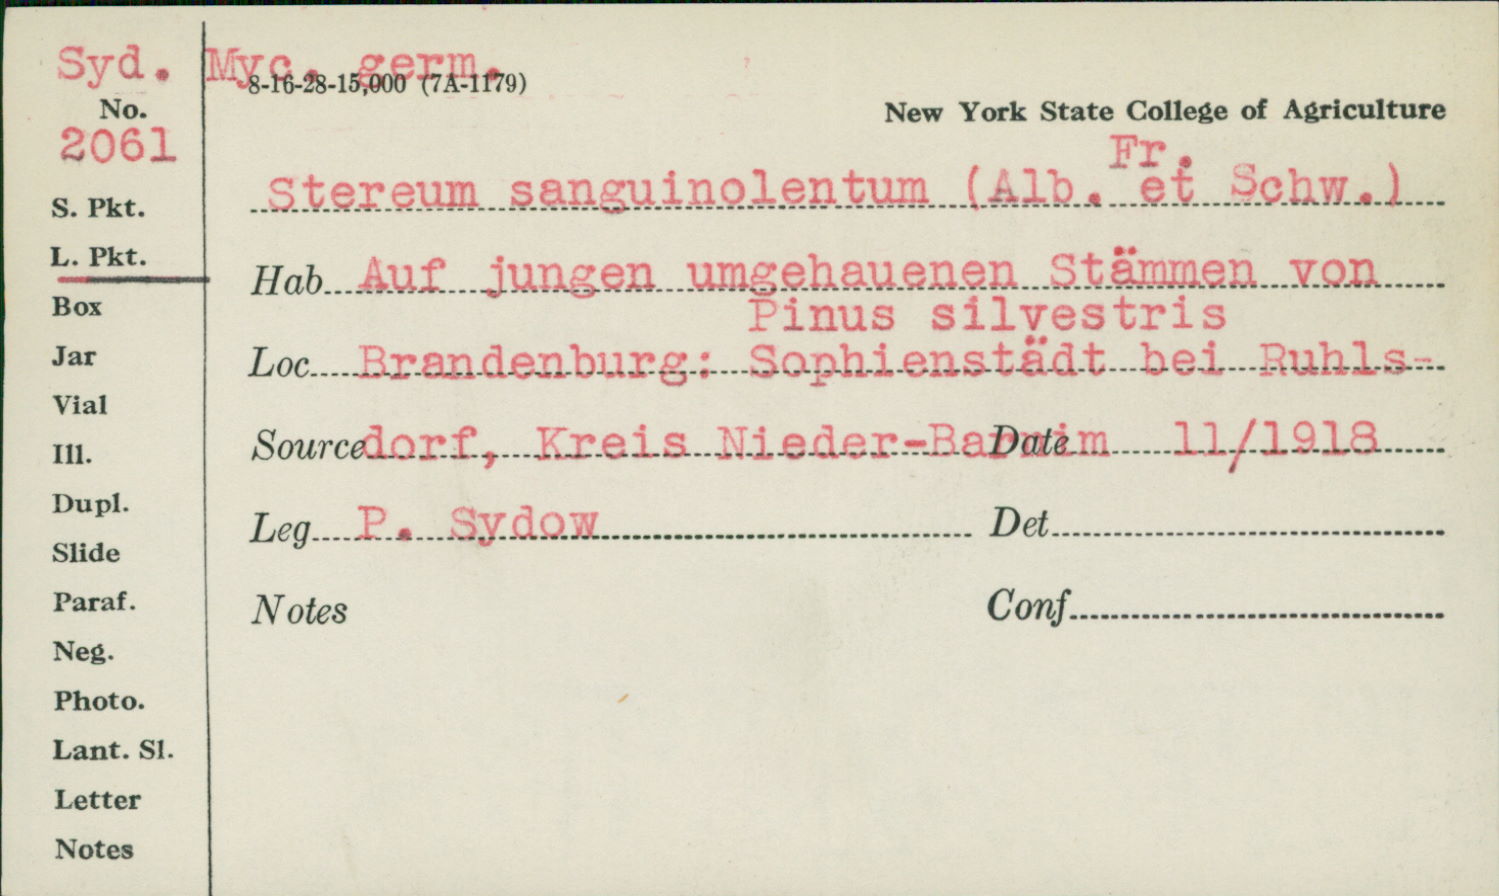 Syd. Myc. germ.
8-16-28-15,000 (7A-1179)
No.
New York State College of Agriculture
2061
Fr.
Stereum sanguinolentum (Alb. et Schw.)
S. Pkt.
L. Pkt.
Hab Auf jungen umgehauenen Stämmen von
Pinus silvestris
Box
Loc Brandenburg: Sophienstädt bei Ruhls-
Jar
Vial
Source dorf, Kreis Nieder-Barnim Date 11/1918
Ill.
Dupl.
Leg P. Sydow Det
Slide
Paraf.
Notes Conf
Neg.
Photo.
Lant. Sl.
Letter
Notes